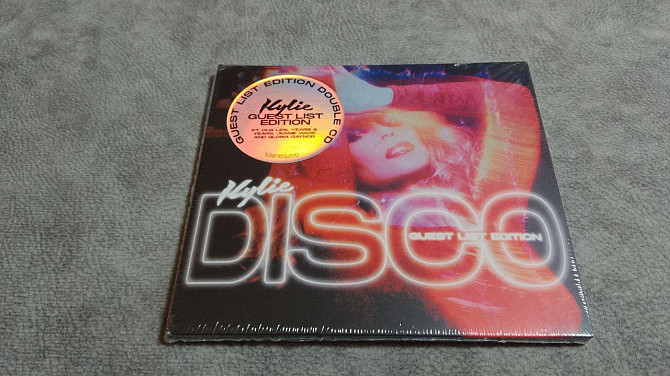 GUEST LIST EDITION DOUBLE CD
Kylie
GUEST LIST
EDITION
FT. DUA LIPA, YEARS &
YEARS, JESSIE WARE
AND GLORIA GAYNOR
Kylie
DISCO
GUEST LIST EDITION